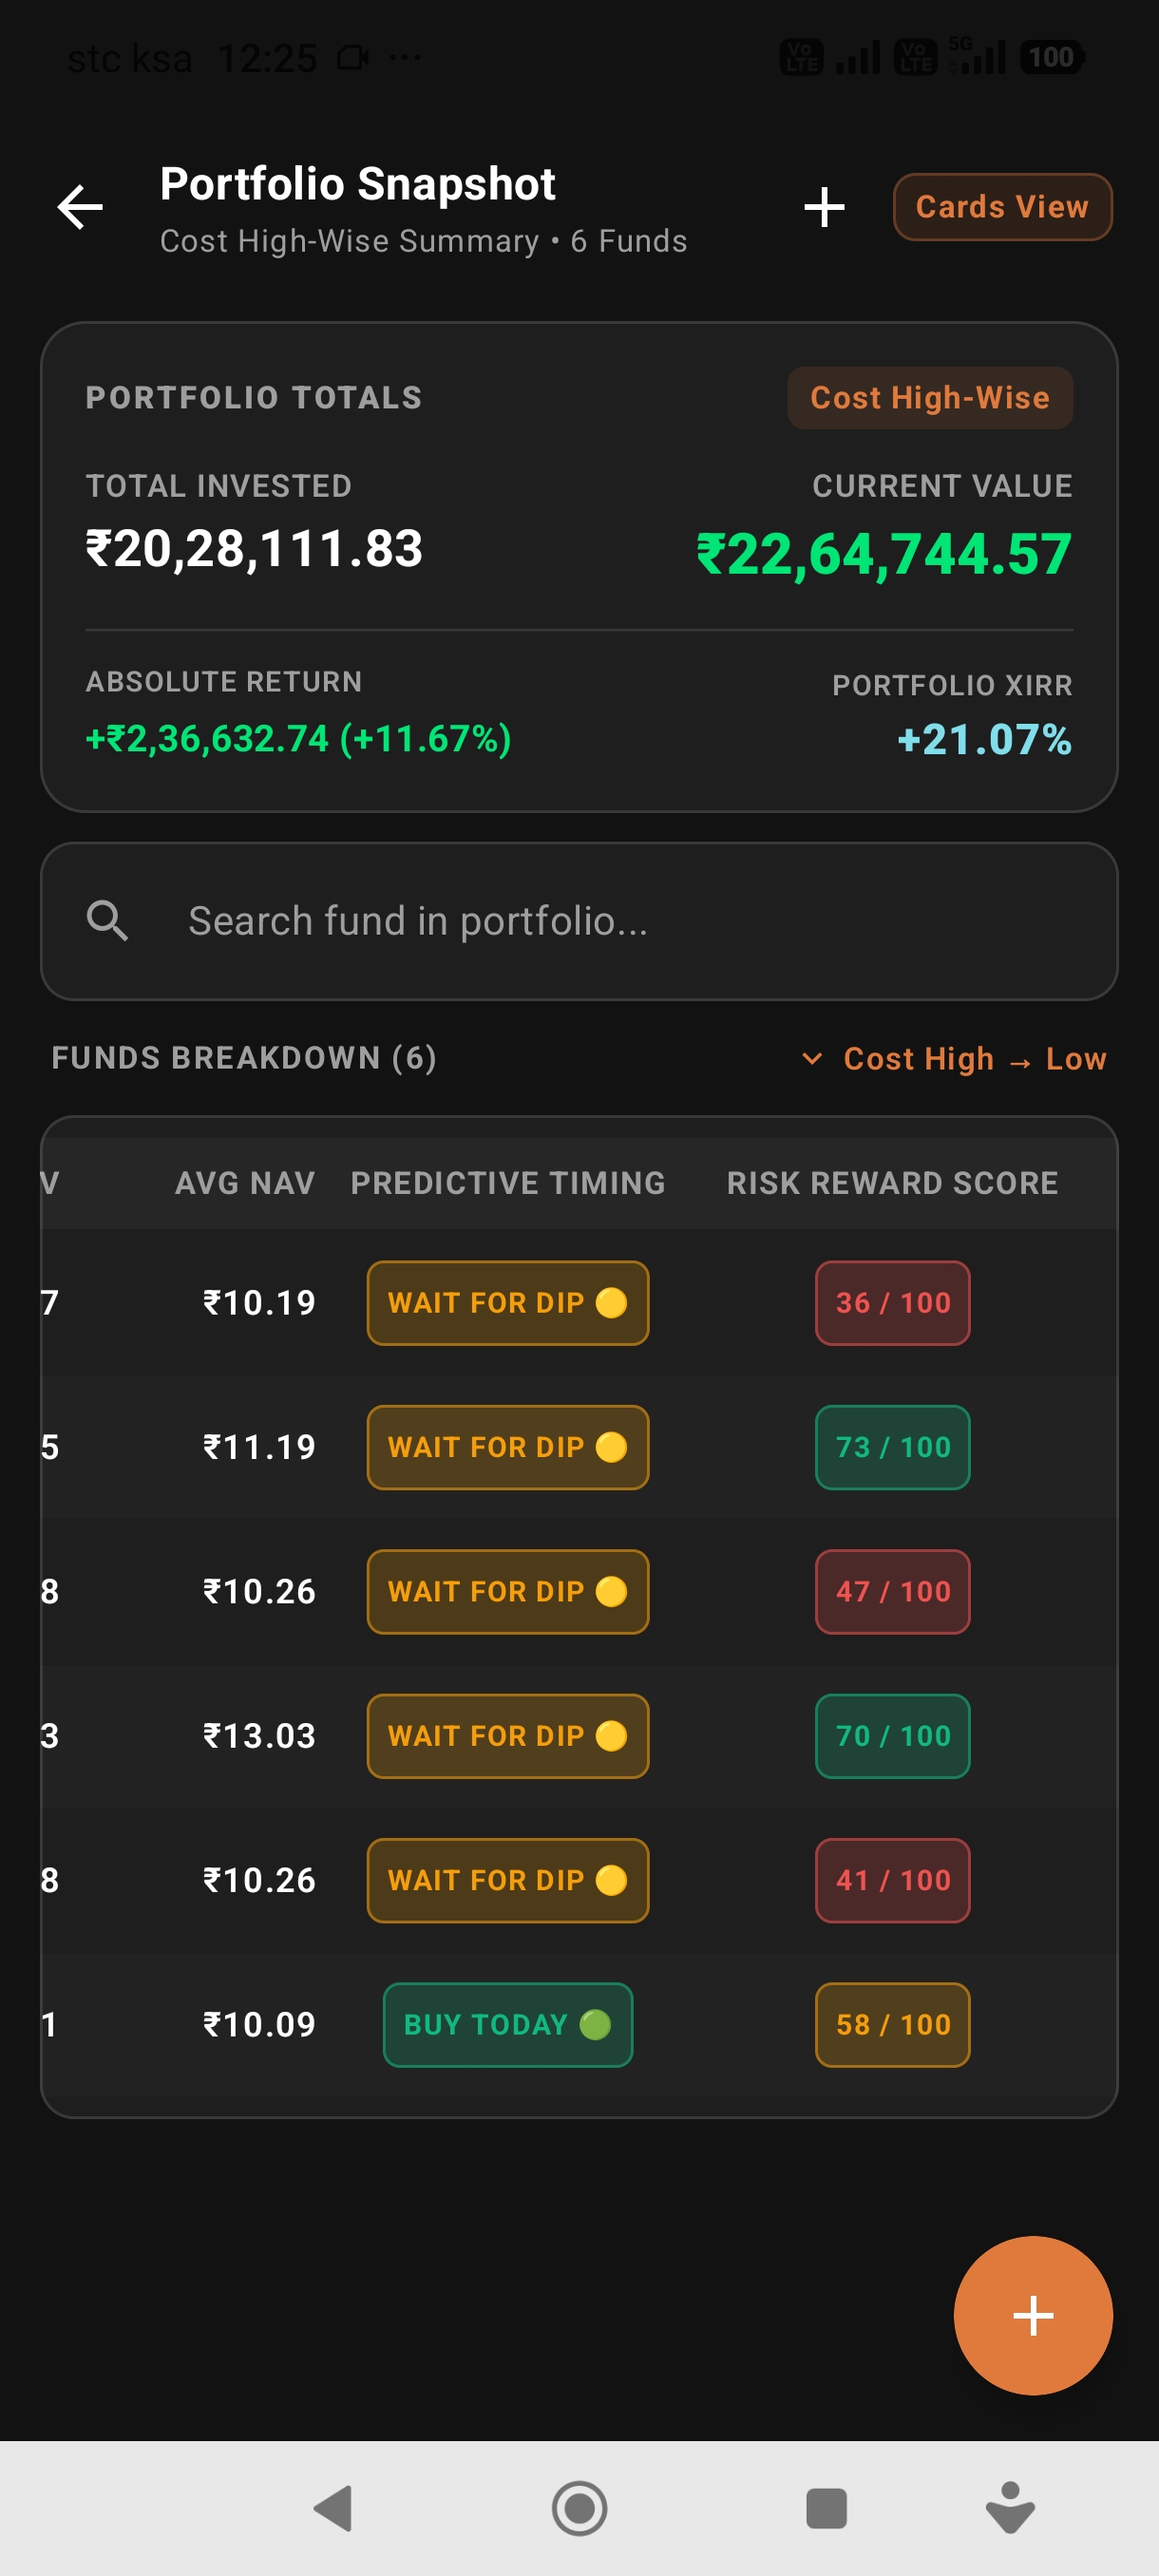 stc ksa 12:25 ... Vo LTE Vo LTE 5G 100
Portfolio Snapshot
Cost High-Wise Summary • 6 Funds
Cards View
PORTFOLIO TOTALS
Cost High-Wise
TOTAL INVESTED
CURRENT VALUE
₹20,28,111.83
₹22,64,744.57
ABSOLUTE RETURN
PORTFOLIO XIRR
+₹2,36,632.74 (+11.67%)
+21.07%
Search fund in portfolio...
FUNDS BREAKDOWN (6)
Cost High → Low
V AVG NAV PREDICTIVE TIMING RISK REWARD SCORE
7 ₹10.19 WAIT FOR DIP 🟡 36 / 100
5 ₹11.19 WAIT FOR DIP 🟡 73 / 100
8 ₹10.26 WAIT FOR DIP 🟡 47 / 100
3 ₹13.03 WAIT FOR DIP 🟡 70 / 100
8 ₹10.26 WAIT FOR DIP 🟡 41 / 100
1 ₹10.09 BUY TODAY 🟢 58 / 100